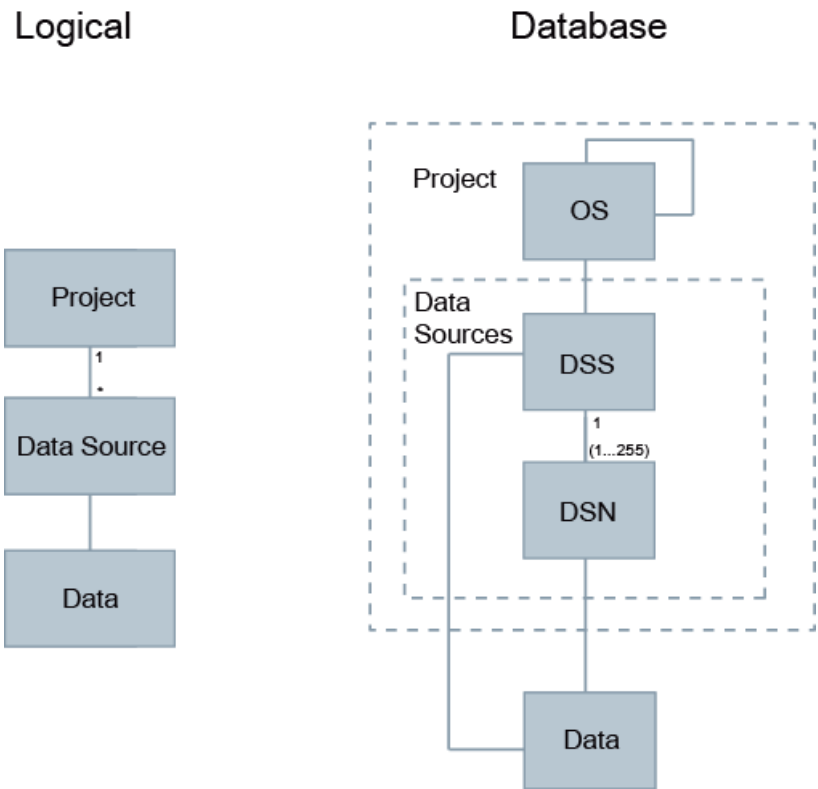 Logical
Database
Project
1
*
Data Source
Data
Project
OS
Data
Sources
DSS
1
(1...255)
DSN
Data